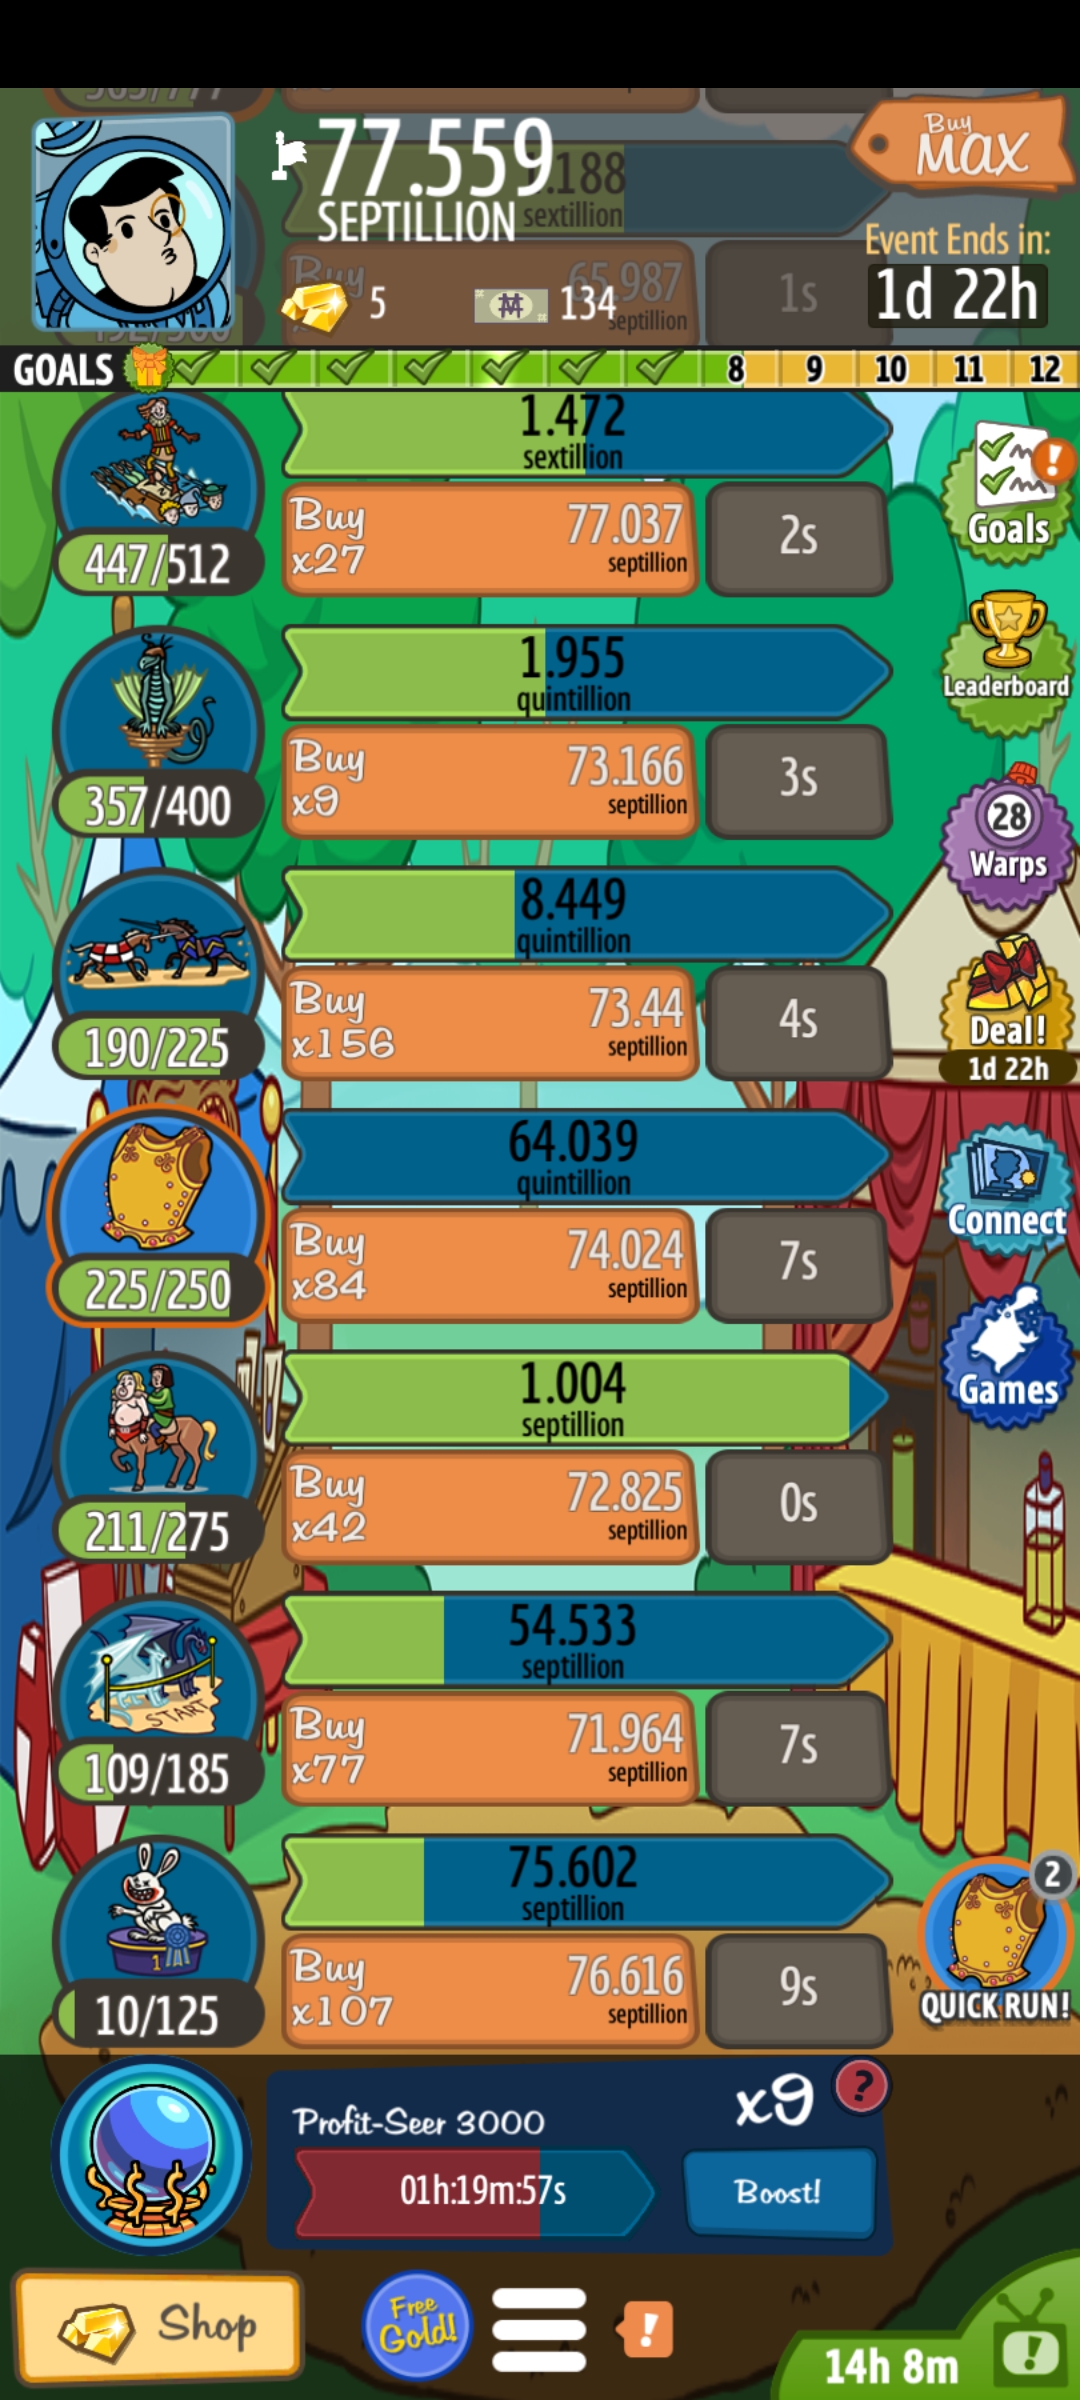 Buy
MAX
77.559
1.188
SEPTILLION
sextillion
Event Ends in:
1d 22h
Buy
65.987
septillion
1s
5
134
GOALS
8 9 10 11 12
1.472
sextillion
Buy
x27
77.037
septillion
2s
447/512
Goals
1.955
quintillion
Buy
x9
73.166
septillion
3s
357/400
Leaderboard
28
Warps
8.449
quintillion
Buy
x156
73.44
septillion
4s
190/225
Deal!
1d 22h
64.039
quintillion
Buy
x84
74.024
septillion
7s
225/250
Connect
1.004
septillion
Buy
x42
72.825
septillion
0s
211/275
Games
54.533
septillion
START
Buy
x77
71.964
septillion
7s
109/185
75.602
septillion
1
Buy
x107
76.616
septillion
9s
10/125
2
QUICK RUN!
Profit-Seer 3000
x9
?
01h:19m:57s
Boost!
Shop
Free
Gold!
!
14h 8m
!